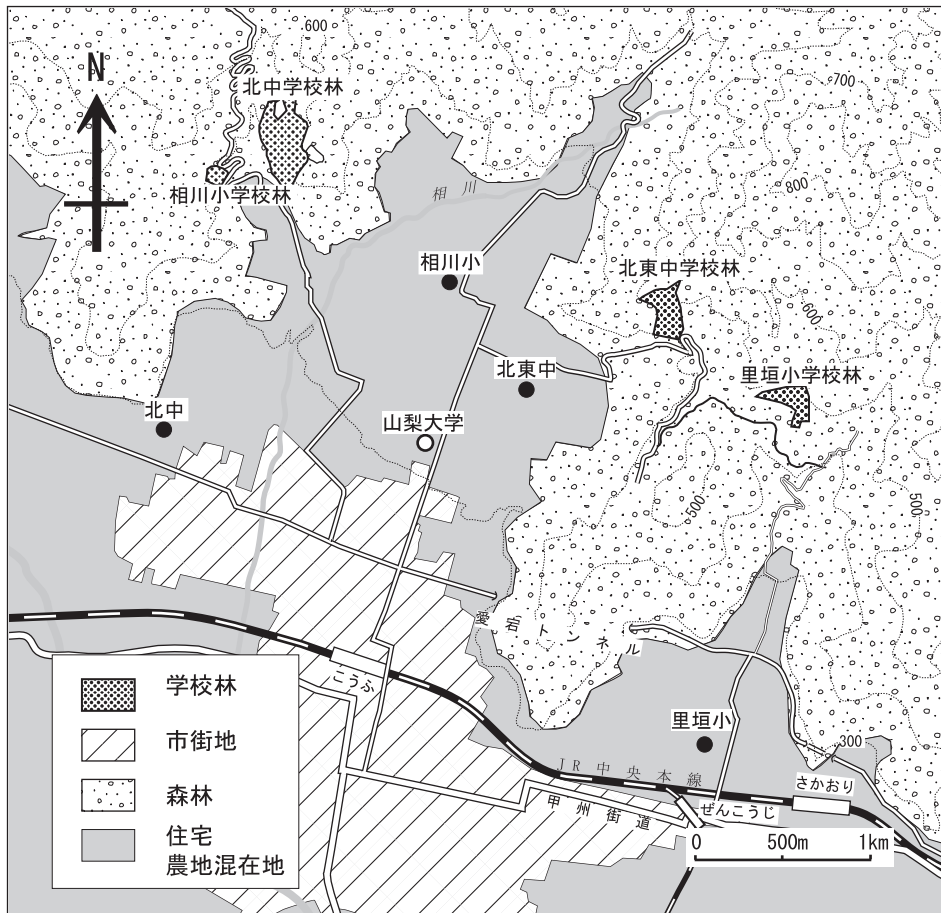 600
N
北中学校林
700
相川小学校林
相川
800
相川小
北東中学校林
600
北東中
里垣小学校林
北中
山梨大学
500
500
愛宕トンネル
こうふ
学校林
市街地
森林
住宅
農地混在地
里垣小
300
JR中央本線
さかおり
甲州街道
ぜんこうじ
0 500m 1km